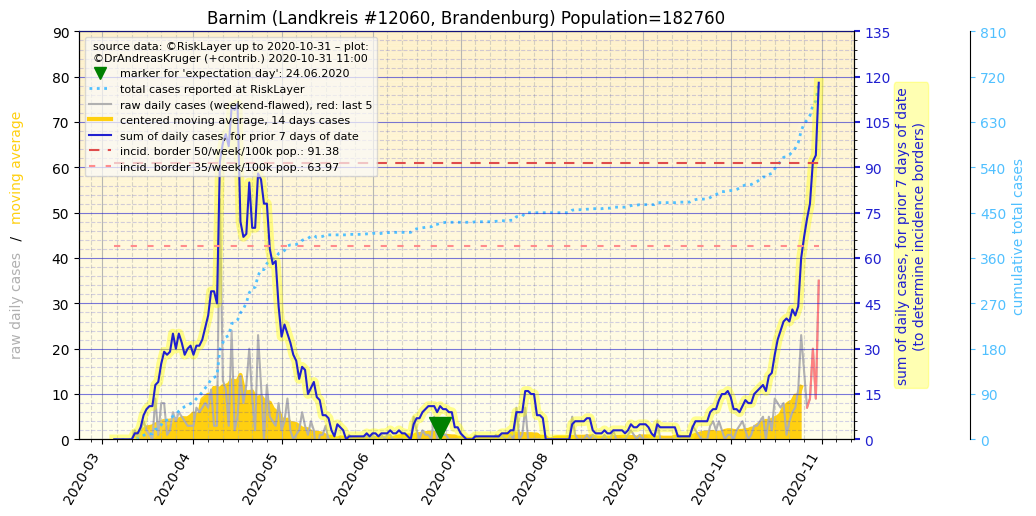 Barnim (Landkreis #12060, Brandenburg) Population=182760
source data: ©RiskLayer up to 2020-10-31 – plot:
©DrAndreasKruger (+contrib.) 2020-10-31 11:00
marker for 'expectation day': 24.06.2020
total cases reported at RiskLayer
raw daily cases (weekend-flawed), red: last 5
centered moving average, 14 days cases
sum of daily cases, for prior 7 days of date
incid. border 50/week/100k pop.: 91.38
incid. border 35/week/100k pop.: 63.97
raw daily cases / moving average
90
80
70
60
50
40
30
20
10
0
135
120
105
90
75
60
45
30
15
0
sum of daily cases, for prior 7 days of date
(to determine incidence borders)
810
720
630
540
450
360
270
180
90
0
cumulative total cases
2020-03
2020-04
2020-05
2020-06
2020-07
2020-08
2020-09
2020-10
2020-11